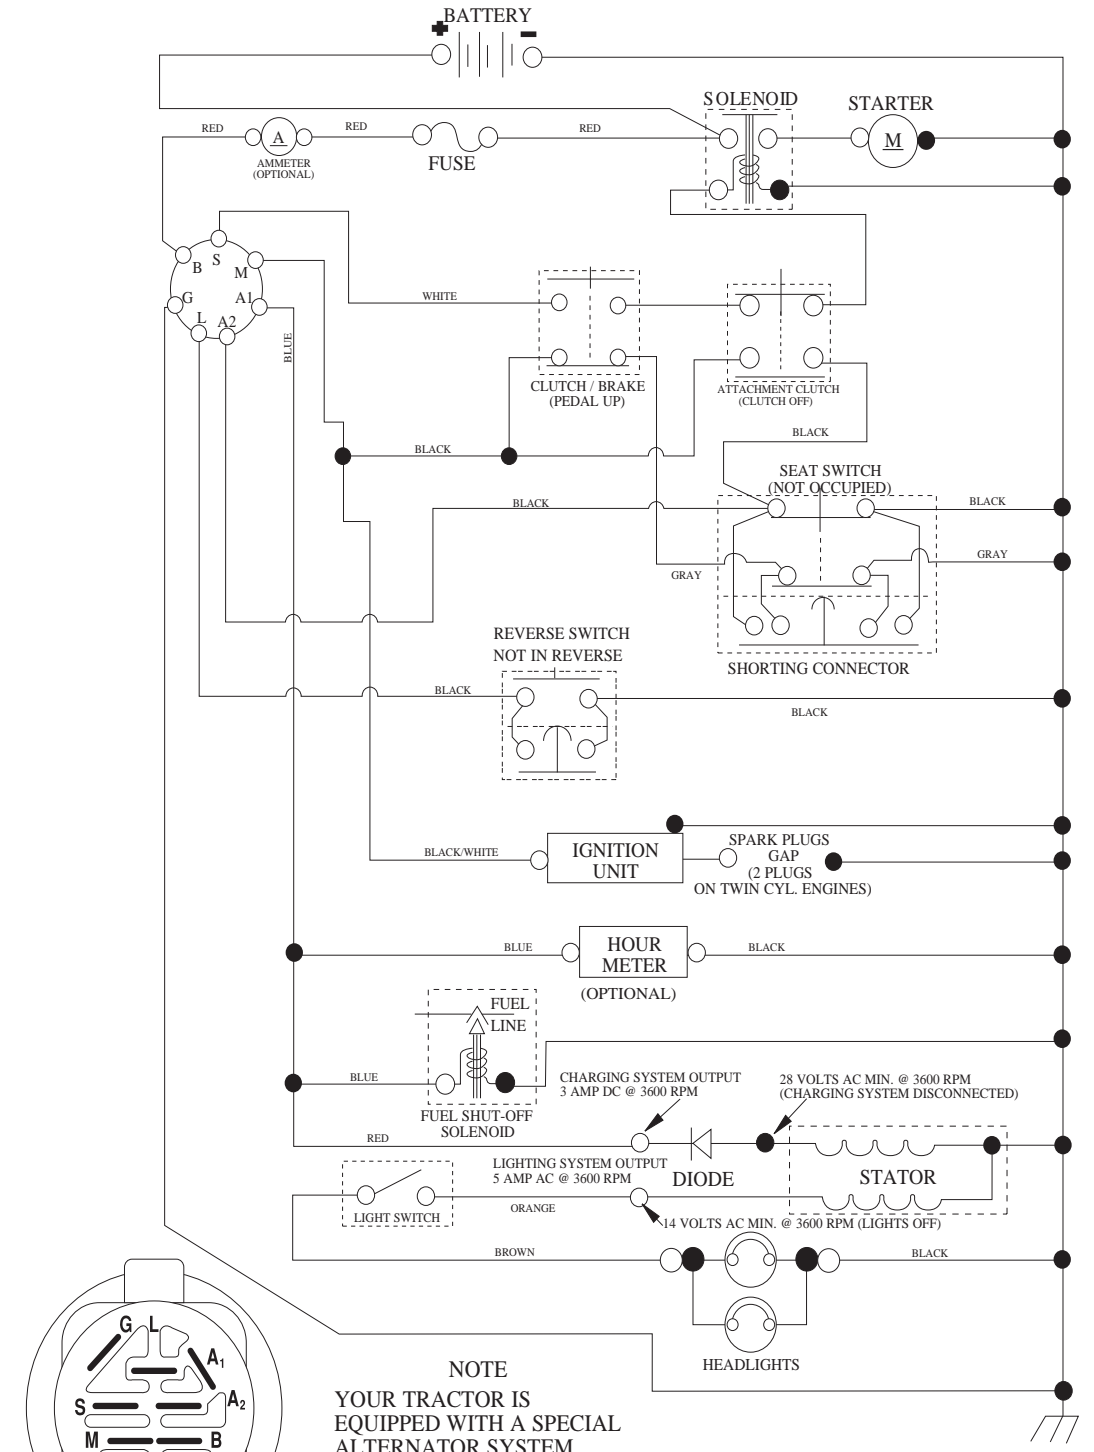 BATTERY
+ -
SOLENOID
STARTER
RED
A
RED
RED
M
AMMETER
(OPTIONAL)
FUSE
B
S
M
G
A1
L
A2
BLUE
WHITE
CLUTCH / BRAKE
(PEDAL UP)
ATTACHMENT CLUTCH
(CLUTCH OFF)
BLACK
BLACK
SEAT SWITCH
(NOT OCCUPIED)
BLACK
BLACK
GRAY
GRAY
REVERSE SWITCH
NOT IN REVERSE
SHORTING CONNECTOR
BLACK
BLACK
BLACK/WHITE
IGNITION
UNIT
SPARK PLUGS
GAP
(2 PLUGS
ON TWIN CYL. ENGINES)
BLUE
HOUR
METER
BLACK
(OPTIONAL)
FUEL
LINE
BLUE
FUEL SHUT-OFF
SOLENOID
CHARGING SYSTEM OUTPUT
3 AMP DC @ 3600 RPM
28 VOLTS AC MIN. @ 3600 RPM
(CHARGING SYSTEM DISCONNECTED)
RED
DIODE
STATOR
LIGHTING SYSTEM OUTPUT
5 AMP AC @ 3600 RPM
LIGHT SWITCH
ORANGE
14 VOLTS AC MIN. @ 3600 RPM (LIGHTS OFF)
BROWN
BLACK
HEADLIGHTS
G
L
A1
A2
S
M
B
NOTE
YOUR TRACTOR IS
EQUIPPED WITH A SPECIAL
ALTERNATOR SYSTEM